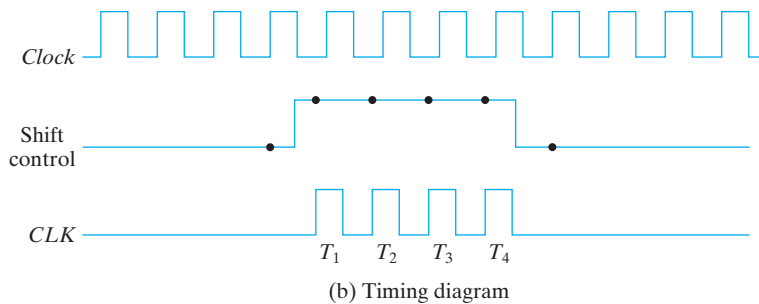 Clock
Shift
control
CLK
T1 T2 T3 T4
(b) Timing diagram